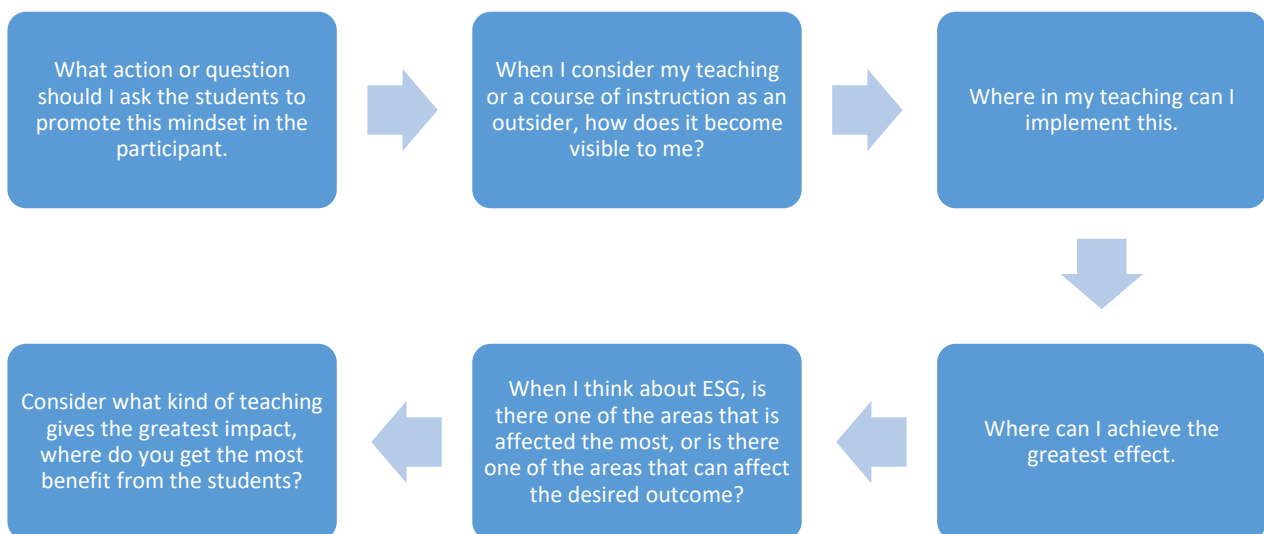 What action or question
should I ask the students to
promote this mindset in the
participant.
When I consider my teaching
or a course of instruction as an
outsider, how does it become
visible to me?
Where in my teaching can I
implement this.
Where can I achieve the
greatest effect.
When I think about ESG, is
there one of the areas that is
affected the most, or is there
one of the areas that can affect
the desired outcome?
Consider what kind of teaching
gives the greatest impact,
where do you get the most
benefit from the students?